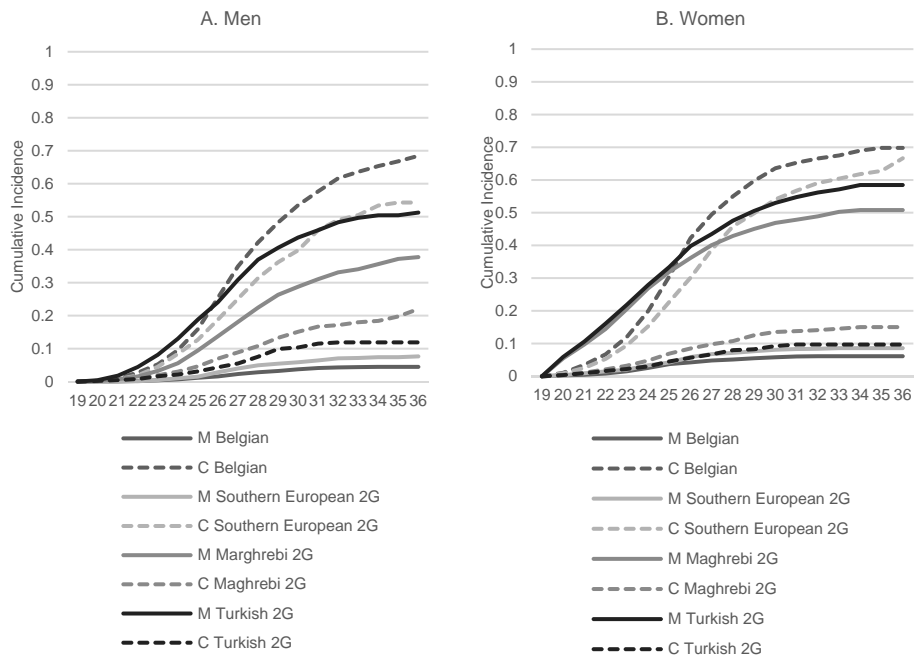 A. Men
Cumulative Incidence
1
0.9
0.8
0.7
0.6
0.5
0.4
0.3
0.2
0.1
0
19 20 21 22 23 24 25 26 27 28 29 30 31 32 33 34 35 36
M Belgian
C Belgian
M Southern European 2G
C Southern European 2G
M Marghrebi 2G
C Maghrebi 2G
M Turkish 2G
C Turkish 2G
B. Women
Cumulative Incidence
1
0.9
0.8
0.7
0.6
0.5
0.4
0.3
0.2
0.1
0
19 20 21 22 23 24 25 26 27 28 29 30 31 32 33 34 35 36
M Belgian
C Belgian
M Southern European 2G
C Southern European 2G
M Maghrebi 2G
C Maghrebi 2G
M Turkish 2G
C Turkish 2G